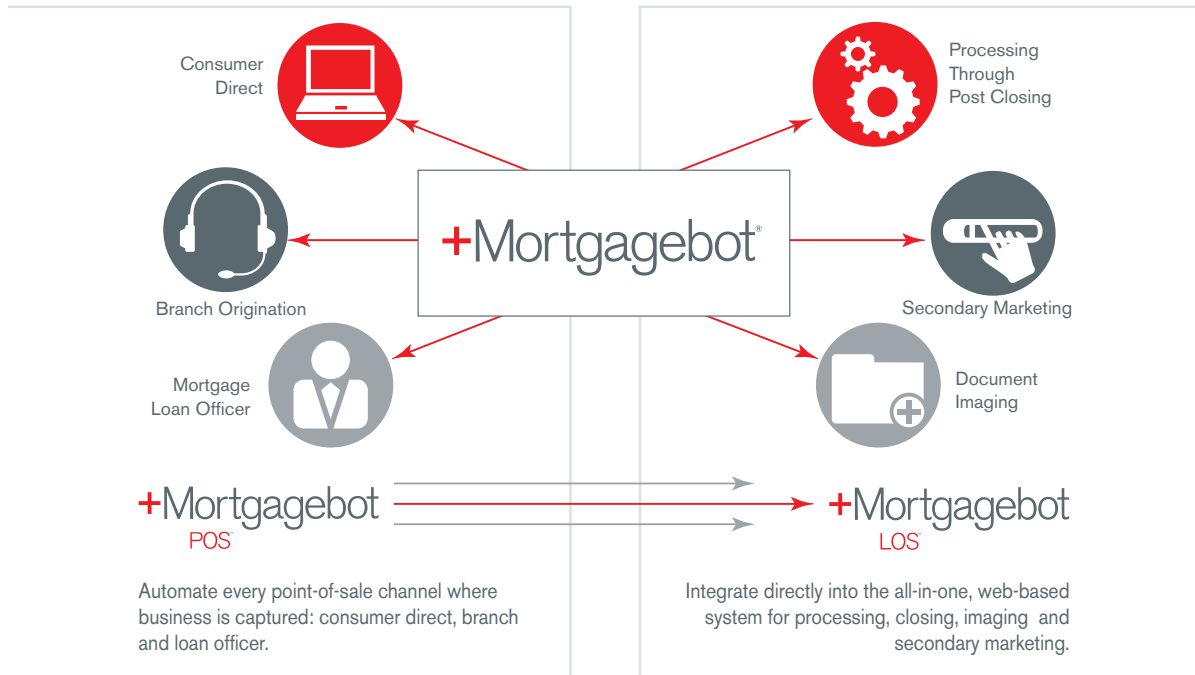 Consumer
Direct
Processing
Through
Post Closing
+Mortgagebot®
Branch Origination
Secondary Marketing
Mortgage
Loan Officer
Document
Imaging
+Mortgagebot
POS
+Mortgagebot
LOS
Automate every point-of-sale channel where
business is captured: consumer direct, branch
and loan officer.
Integrate directly into the all-in-one, web-based
system for processing, closing, imaging and
secondary marketing.